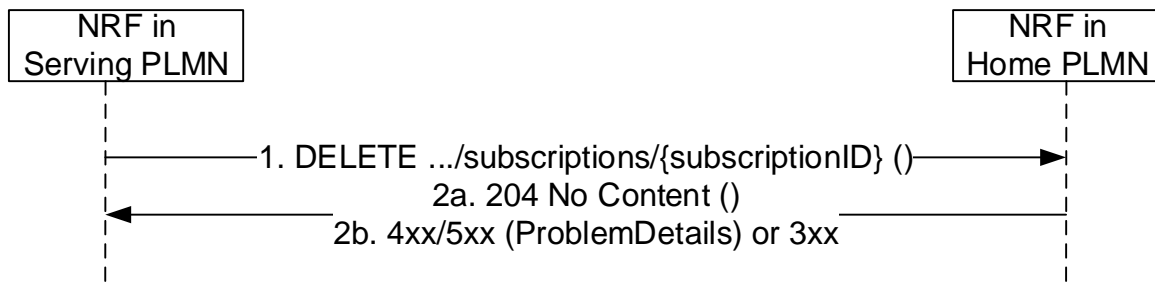 NRF in
Serving PLMN
NRF in
Home PLMN
1. DELETE .../subscriptions/{subscriptionID} ()
2a. 204 No Content ()
2b. 4xx/5xx (ProblemDetails) or 3xx